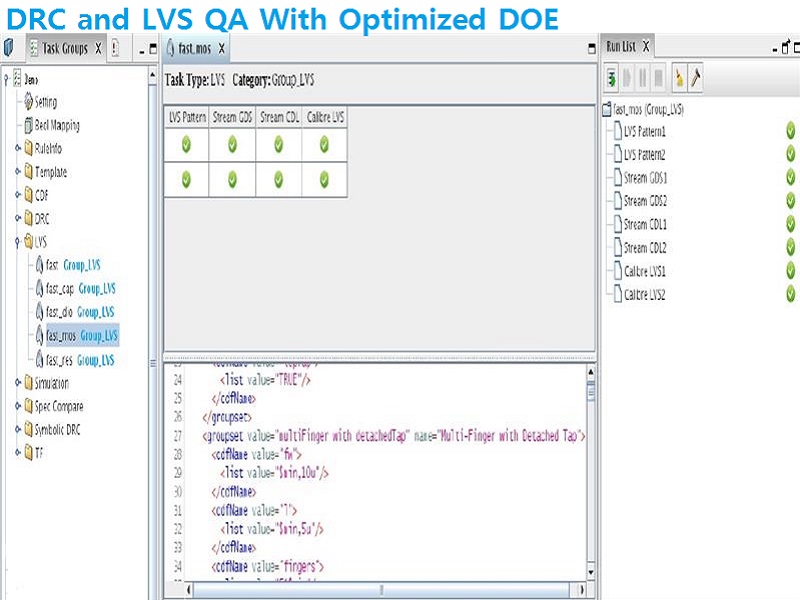 DRC and LVS QA With Optimized DOE
Task Groups X
Demo
Setting
Beol Mapping
RuleInfo
Template
CDF
DRC
LVS
fast Group_LVS
fast_cap Group_LVS
fast_dio Group_LVS
fast_mos Group_LVS
fast_res Group_LVS
Simulation
Spec Compare
Symbolic DRC
TF
fast_mos X
Task Type: LVS Category: Group_LVS
LVS Pattern Stream GDS Stream CDL Calibre LVS
24 <list value="TRUE"/>
25 </cdfName>
26 </groupset>
27 <groupset value="multiFinger with detachedTap" name="Multi-Finger with Detached Tap">
28 <cdfName value="fw">
29 <list value="$min,10u"/>
30 </cdfName>
31 <cdfName value="l">
32 <list value="$min,5u"/>
33 </cdfName>
34 <cdfName value="fingers">
Run List X
fast_mos (Group_LVS)
LVS Pattern1
LVS Pattern2
Stream GDS1
Stream GDS2
Stream CDL1
Stream CDL2
Calibre LVS1
Calibre LVS2